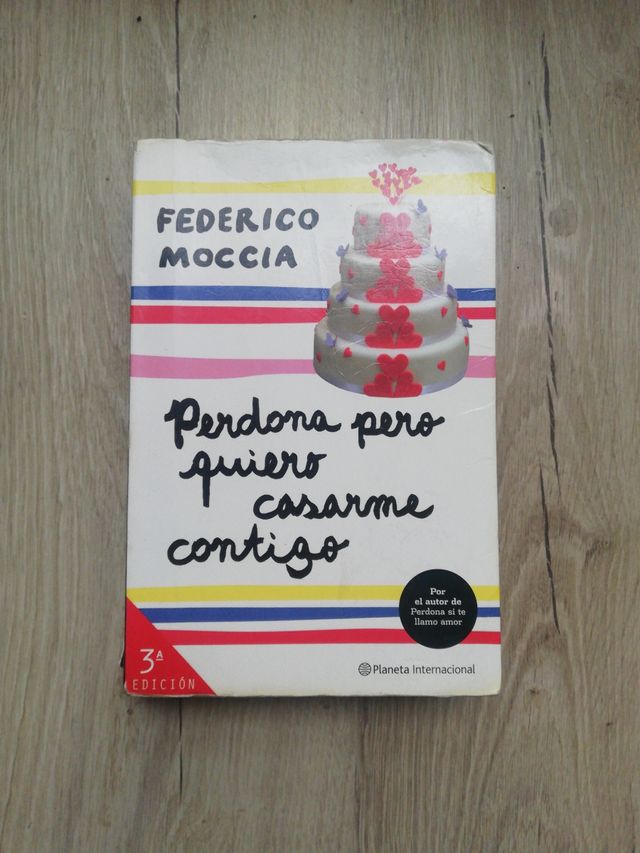 FEDERICO
MOCCIA
Perdona pero
quiero
casarme
contigo
Por
el autor de
Perdona si te
llamo amor
3ª
EDICIÓN
Planeta Internacional